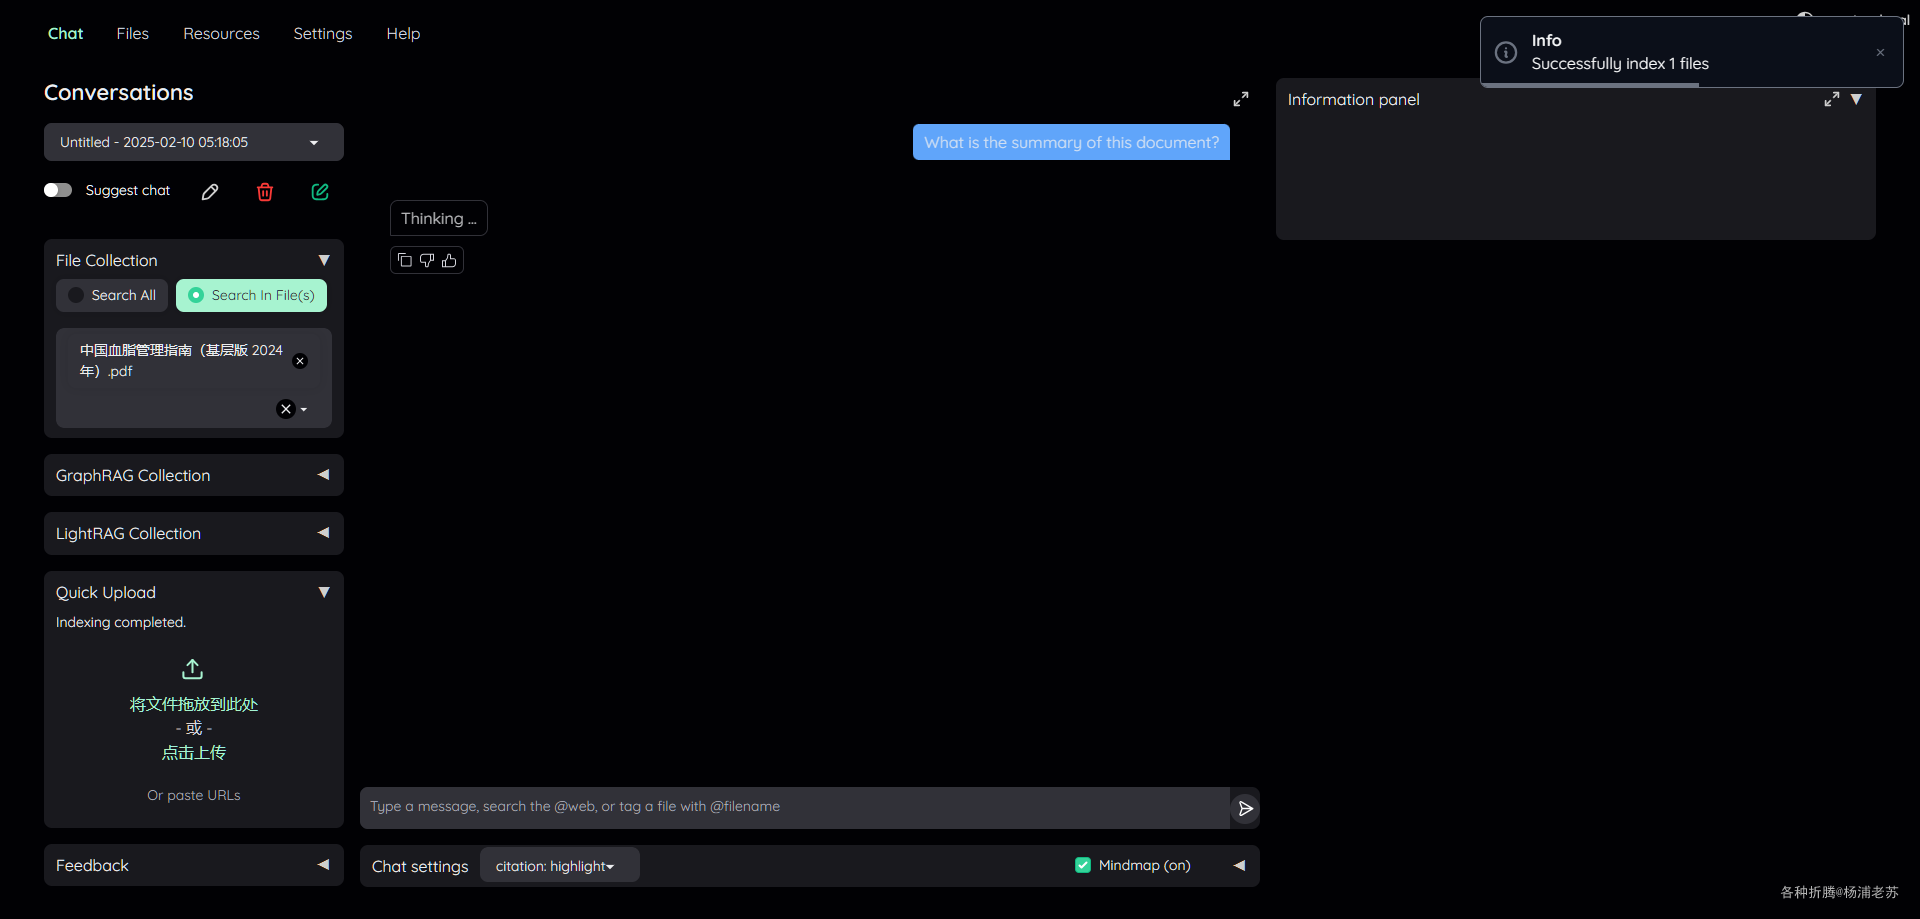 Chat
Files
Resources
Settings
Help
Info
Successfully index 1 files
Conversations
Untitled - 2025-02-10 05:18:05
Suggest chat
File Collection
Search All
Search In File(s)
中国血脂管理指南（基层版 2024
年）.pdf
GraphRAG Collection
LightRAG Collection
Quick Upload
Indexing completed.
将文件拖放到此处
- 或 -
点击上传
Or paste URLs
Feedback
What is the summary of this document?
Thinking ...
Type a message, search the @web, or tag a file with @filename
Chat settings
citation: highlight
Mindmap (on)
Information panel
各种折腾@杨浦老苏